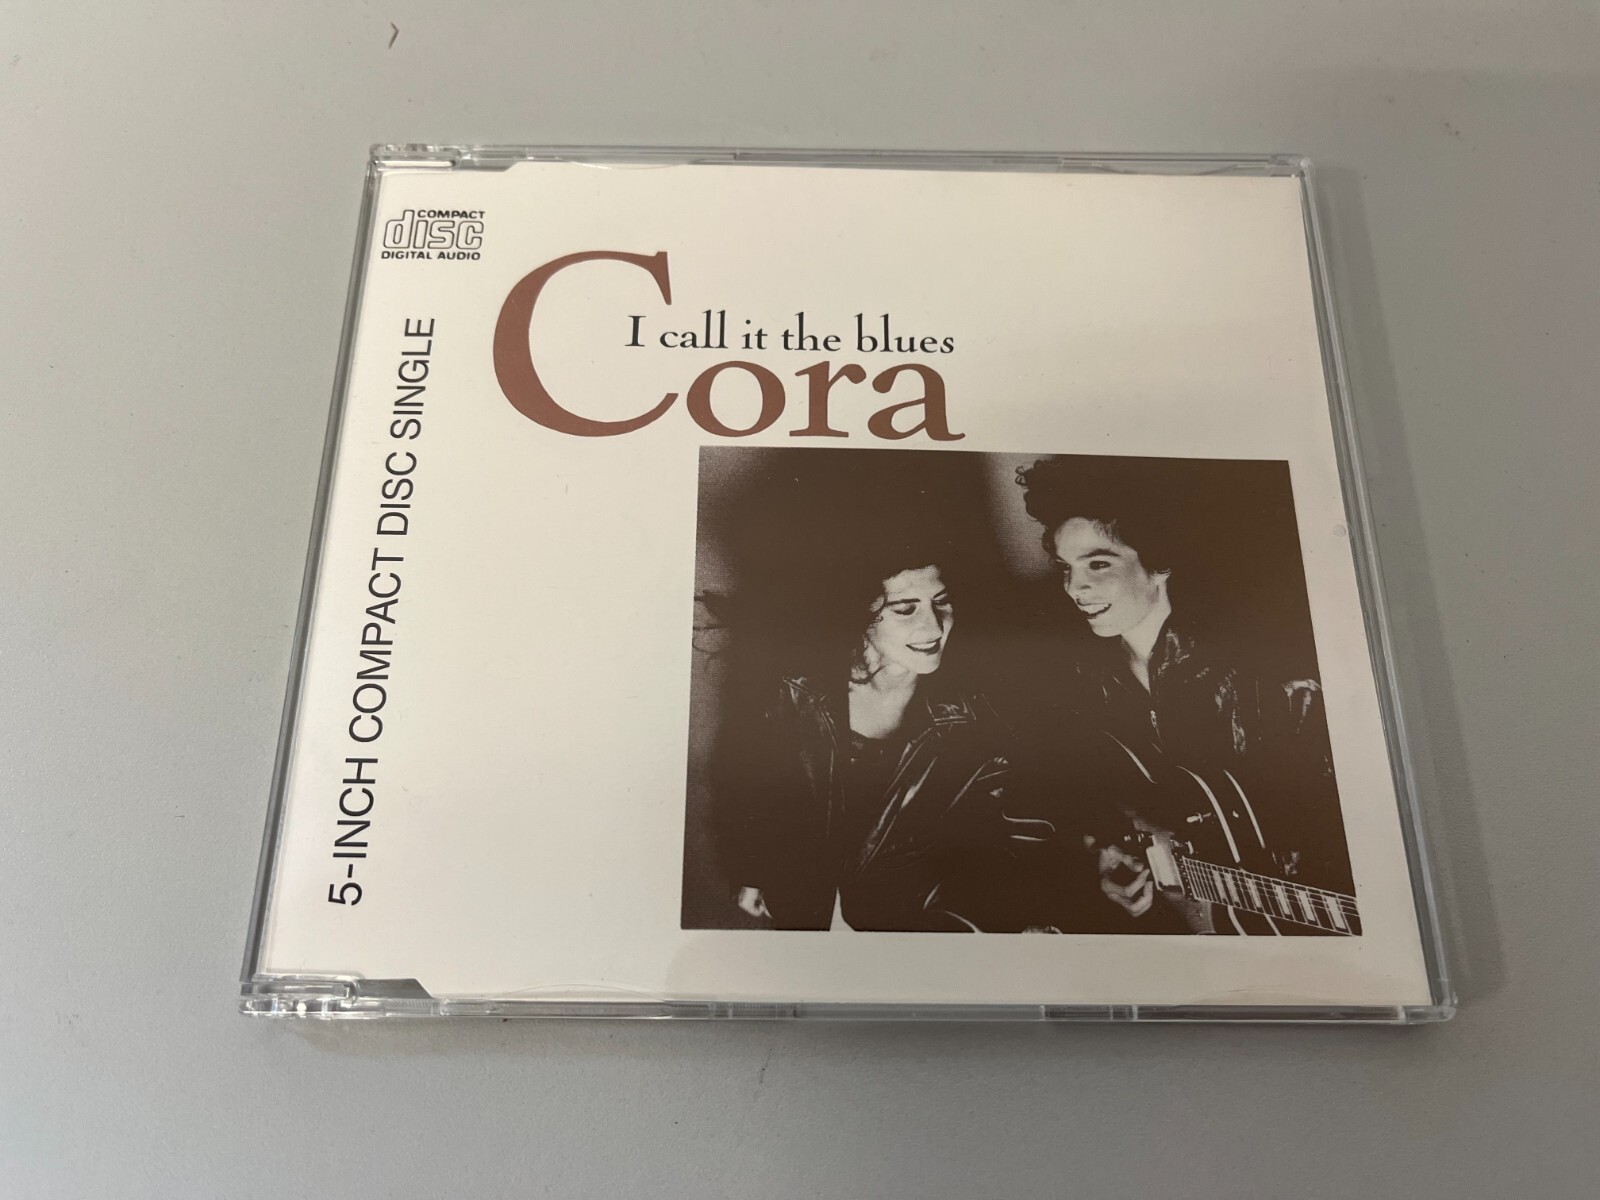 COMPACT
disc
DIGITAL AUDIO
5-INCH COMPACT DISC SINGLE
I call it the blues
Cora